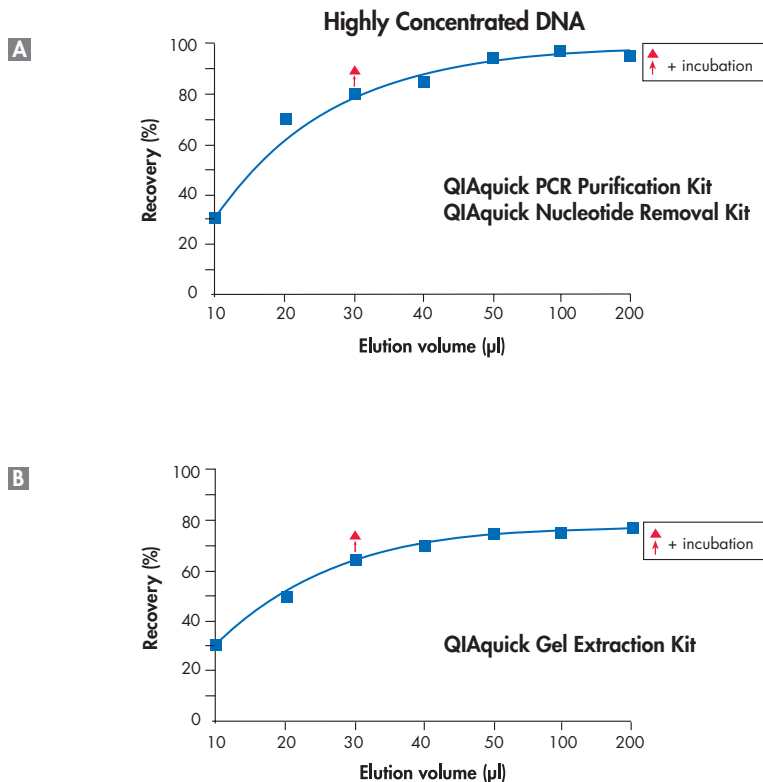 Highly Concentrated DNA
A
100
80
60
40
20
0
Recovery (%)
+ incubation
QIAquick PCR Purification Kit
QIAquick Nucleotide Removal Kit
10 20 30 40 50 100 200
Elution volume (µl)
B
100
80
60
40
20
0
Recovery (%)
+ incubation
QIAquick Gel Extraction Kit
10 20 30 40 50 100 200
Elution volume (µl)